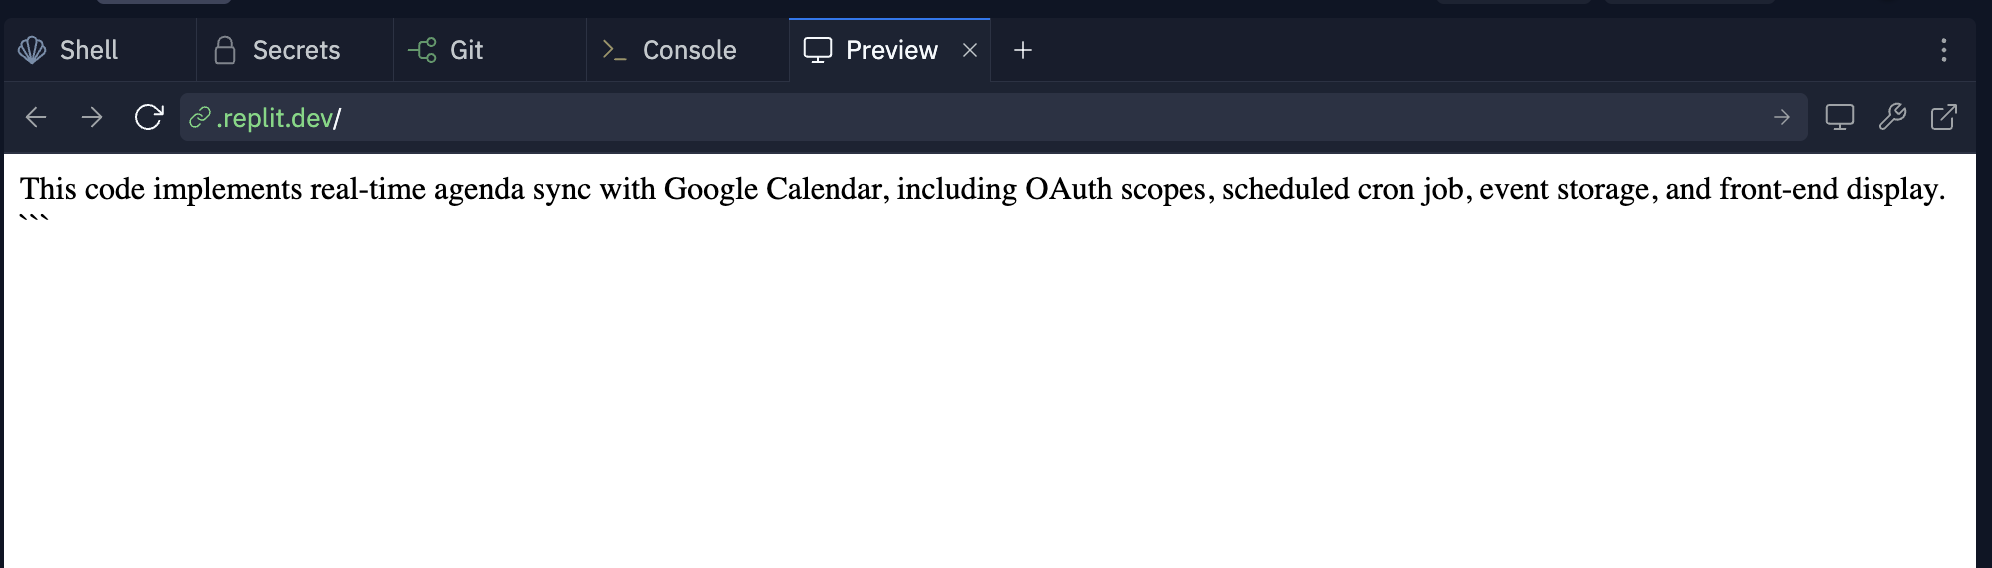 Shell
Secrets
Git
Console
Preview
.replit.dev/
This code implements real-time agenda sync with Google Calendar, including OAuth scopes, scheduled cron job, event storage, and front-end display.
```